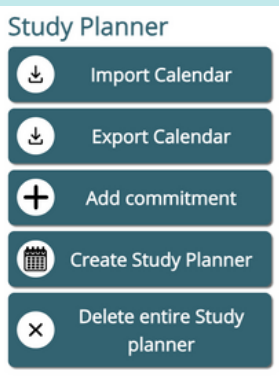 Study Planner
Import Calendar
Export Calendar
Add commitment
Create Study Planner
Delete entire Study
planner